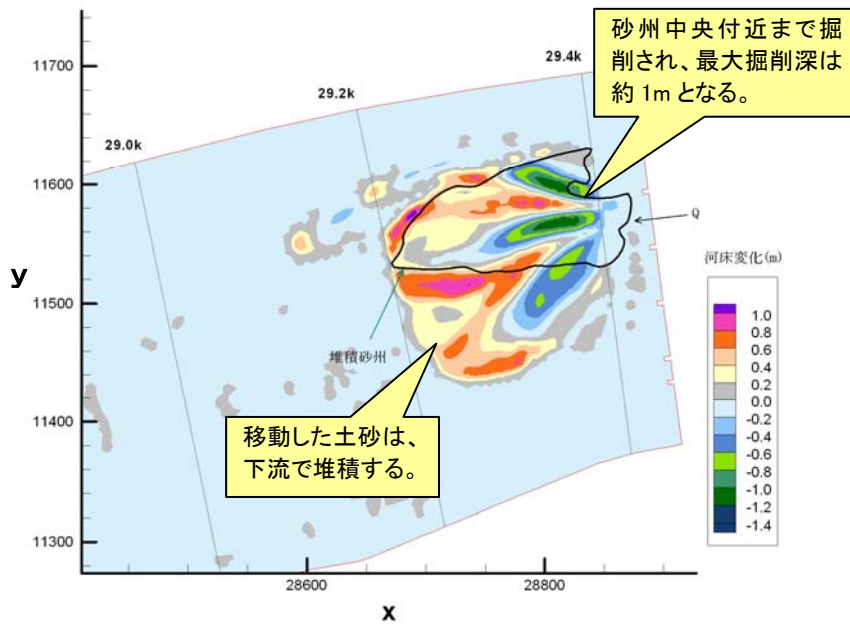 砂州中央付近まで掘
削され、最大掘削深は
約 1m となる。
11700
29.4k
29.2k
29.0k
11600
Q
y
河床変化(m)
11500
1.0
0.8
0.6
0.4
0.2
0.0
-0.2
-0.4
-0.6
-0.8
-1.0
-1.2
-1.4
堆積砂州
11400
移動した土砂は、
下流で堆積する。
11300
28600
28800
x